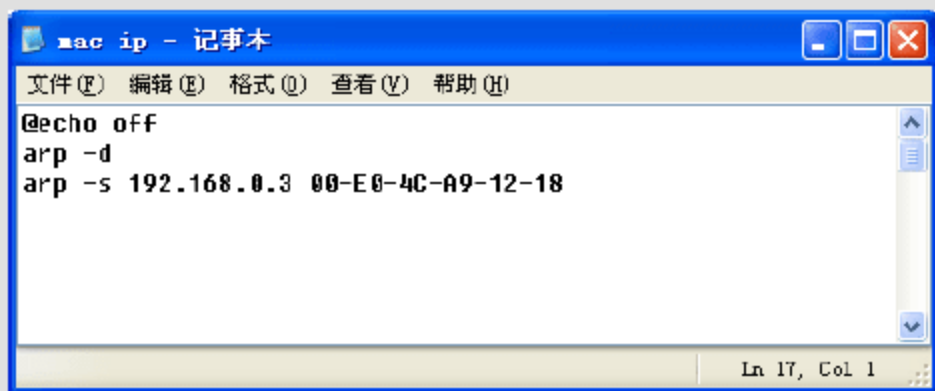 mac ip - 记事本
文件(F) 编辑(E) 格式(O) 查看(V) 帮助(H)
@echo off
arp -d
arp -s 192.168.0.3 00-E0-4C-A9-12-18
Ln 17, Col 1